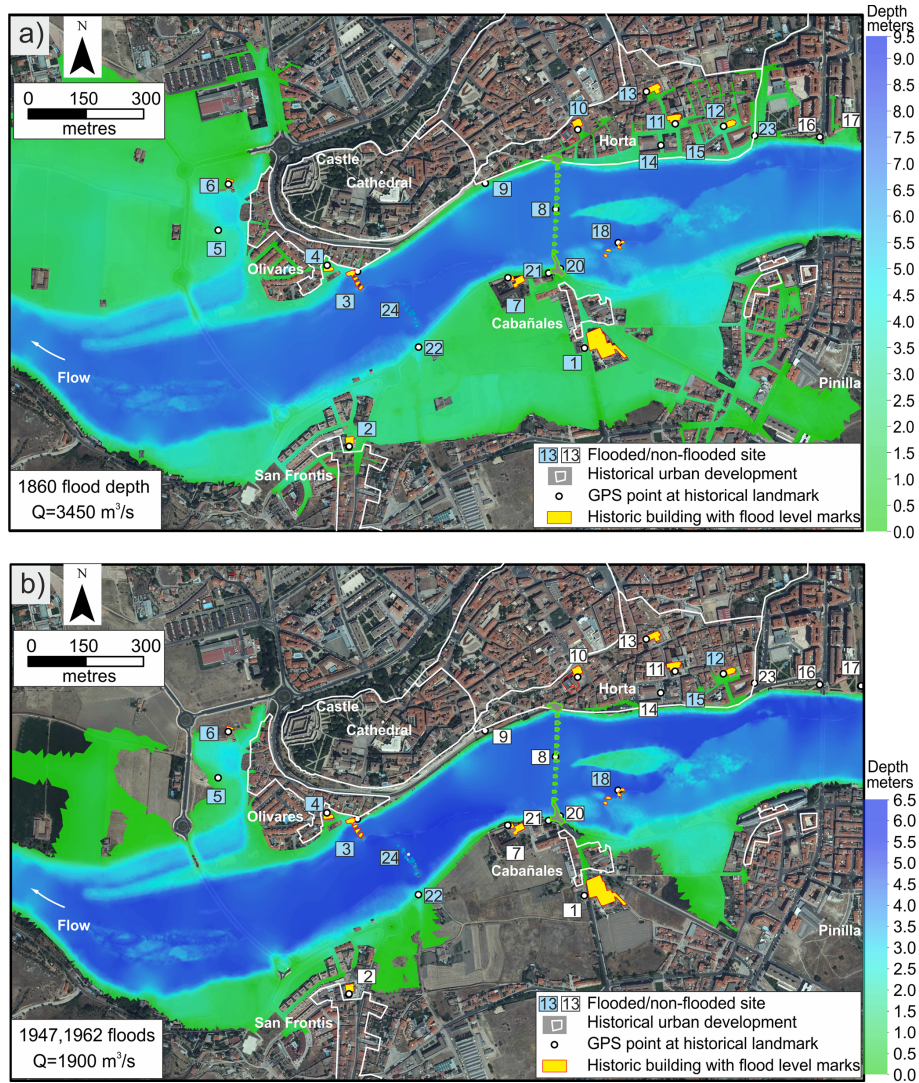 a)
N
0 150 300
metres
Depth
meters
9.5
9.0
8.5
8.0
7.5
7.0
6.5
6.0
5.5
5.0
4.5
4.0
3.5
3.0
2.5
2.0
1.5
1.0
0.5
0.0
13
10
11
12
Horta
23
16
17
14
15
Castle
Cathedral
6
9
8
5
18
Olivares
4
21
20
3
7
24
Cabañales
22
1
Flow
Pinilla
2
San Frontis
1860 flood depth
Q=3450 m³/s
13 13 Flooded/non-flooded site
Historical urban development
GPS point at historical landmark
Historic building with flood level marks
b)
N
0 150 300
metres
Depth
meters
6.5
6.0
5.5
5.0
4.5
4.0
3.5
3.0
2.5
2.0
1.5
1.0
0.5
0.0
13
10
11
12
Horta
23
16
17
14
15
Castle
Cathedral
6
9
8
5
18
Olivares
4
21
20
3
7
24
Cabañales
22
1
Flow
Pinilla
2
San Frontis
1947,1962 floods
Q=1900 m³/s
13 13 Flooded/non-flooded site
Historical urban development
GPS point at historical landmark
Historic building with flood level marks